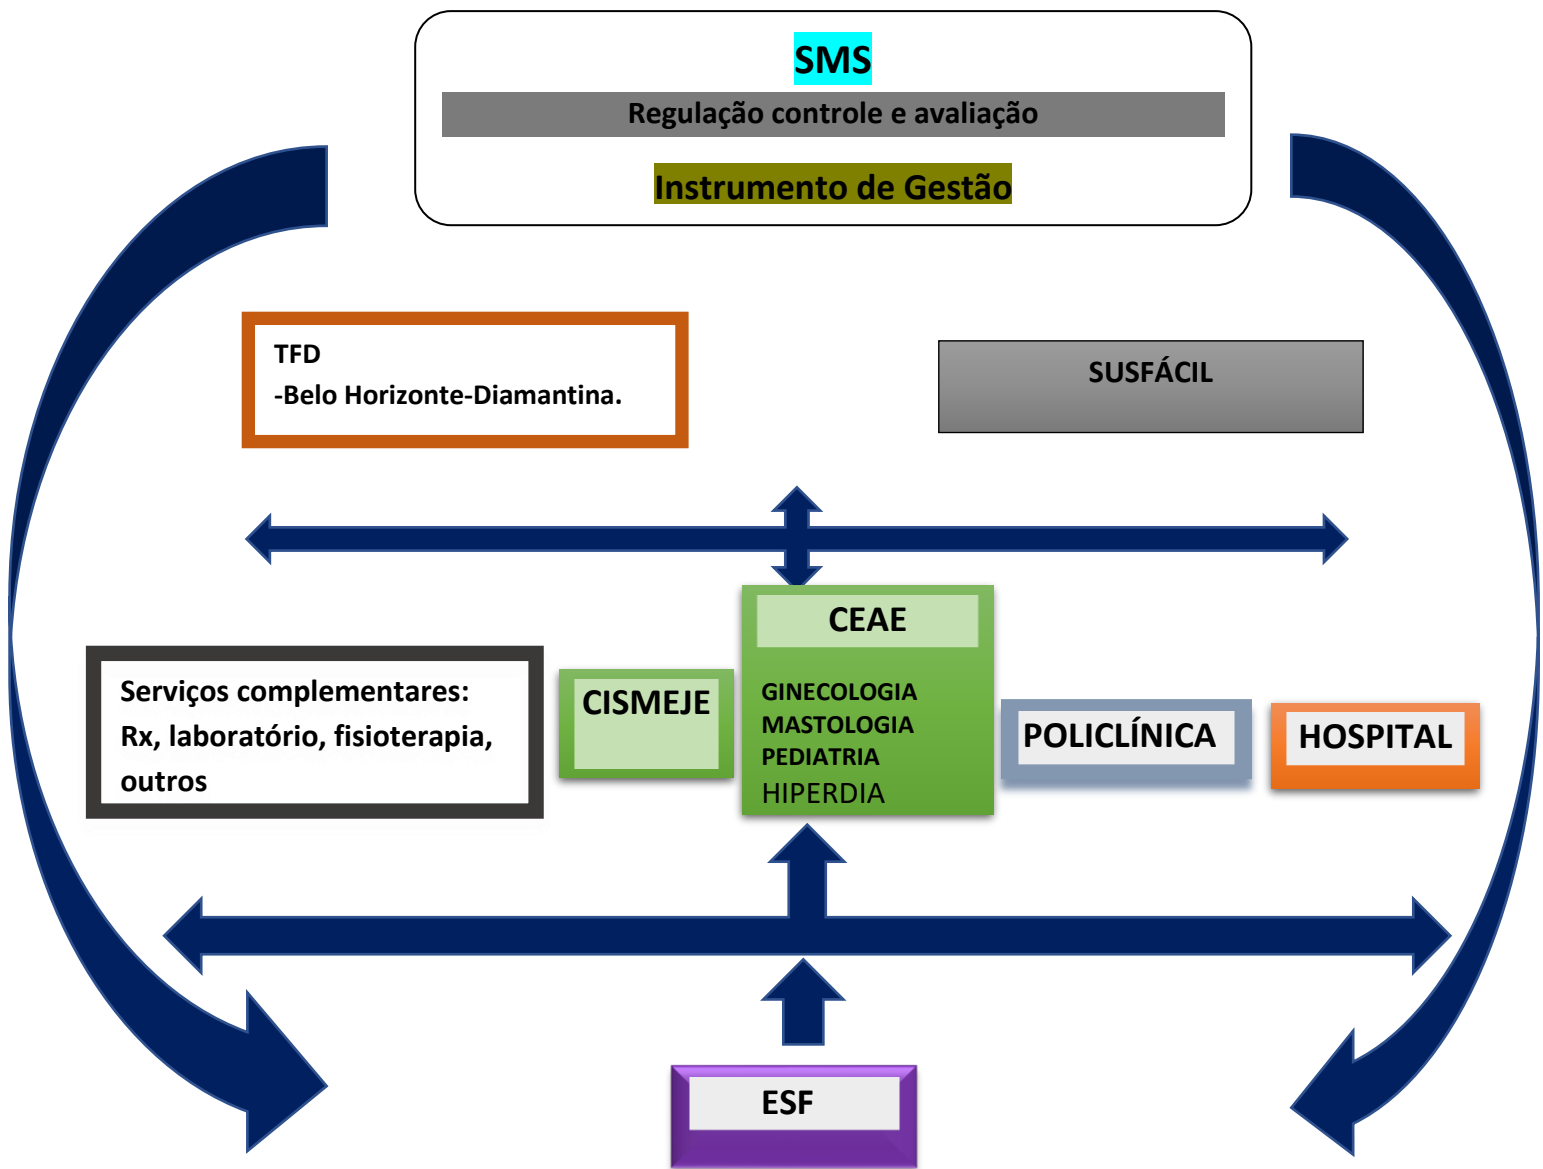 SMS
Regulação controle e avaliação
Instrumento de Gestão
TFD
-Belo Horizonte-Diamantina.
SUSFÁCIL
Serviços complementares:
Rx, laboratório, fisioterapia,
outros
CISMEJE
CEAE
GINECOLOGIA
MASTOLOGIA
PEDIATRIA
HIPERDIA
POLICLÍNICA
HOSPITAL
ESF